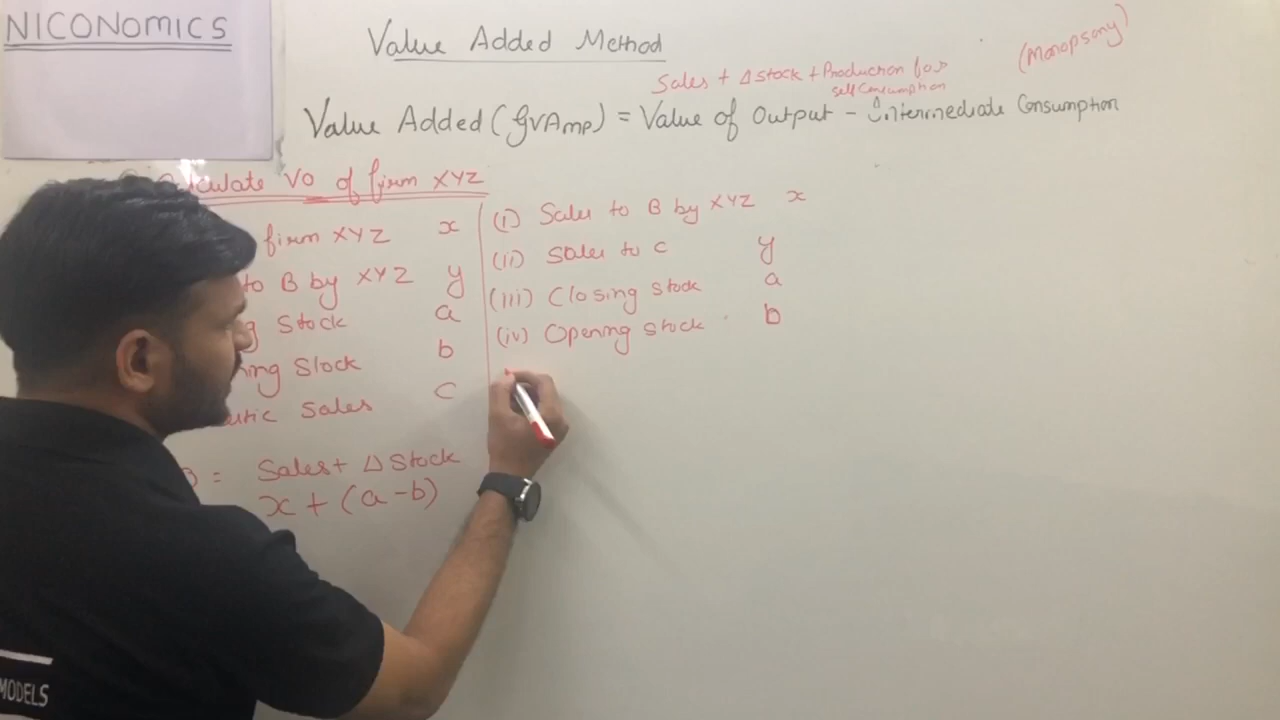 NICONOMICS
Value Added Method
(Monopsony)
Sales + Δ Stock + Production for
self Consumption
Value Added (GVAMP) = Value of Output - Intermediate Consumption
Calculate VO of firm XYZ
firm XYZ x
to B by XYZ y
Stock a
Stock b
Sales c
= Sales + Δ Stock
x + (a - b)
(i) Sales to B by XYZ x
(ii) Sales to C y
(iii) Closing Stock a
(iv) Opening Stock b
MODELS